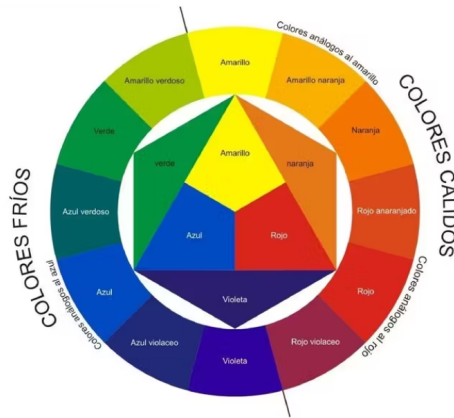 Colores análogos al amarillo
Amarillo
Amarillo verdoso
Amarillo naranja
COLORES CALIDOS
Verde
Naranja
verde
Amarillo
naranja
COLORES FRÍOS
Azul verdoso
Rojo anaranjado
Azul
Rojo
Colores análogos al azul
Azul
Rojo
Colores análogos al rojo
Violeta
Azul violaceo
Rojo violaceo
Violeta